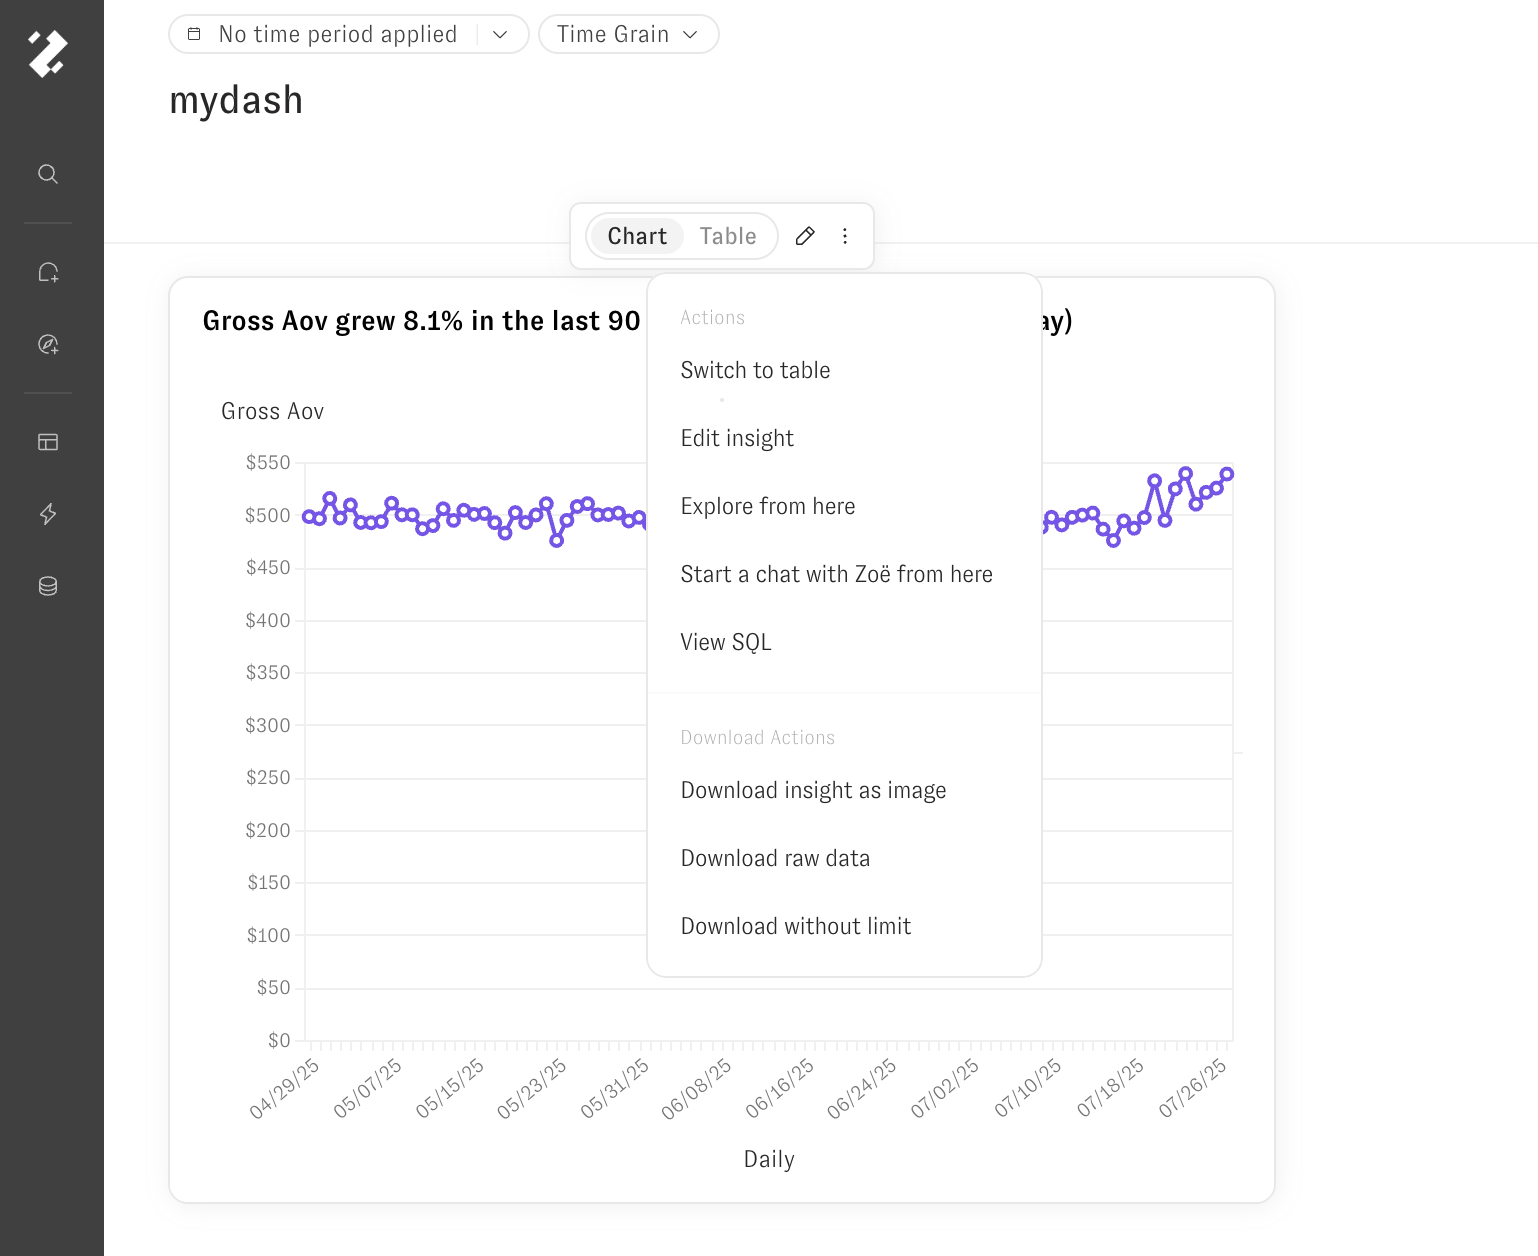 No time period applied
Time Grain
mydash
Chart
Table
Gross Aov grew 8.1% in the last 90
ay)
Actions
Switch to table
Edit insight
Explore from here
Start a chat with Zoë from here
View SQL
Download Actions
Download insight as image
Download raw data
Download without limit
Gross Aov
$550
$500
$450
$400
$350
$300
$250
$200
$150
$100
$50
$0
04/29/25
05/07/25
05/15/25
05/23/25
05/31/25
06/08/25
06/16/25
06/24/25
07/02/25
07/10/25
07/18/25
07/26/25
Daily